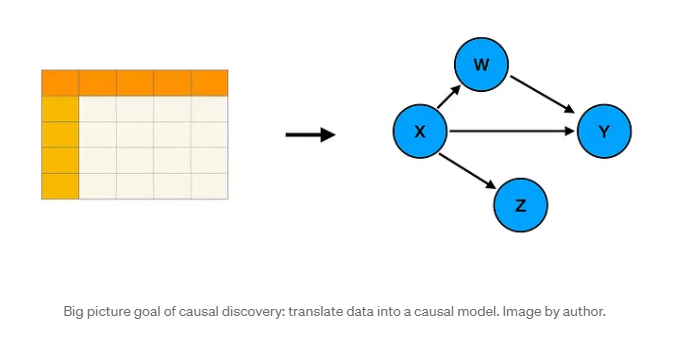 W
X
Y
Z
Big picture goal of causal discovery: translate data into a causal model. Image by author.